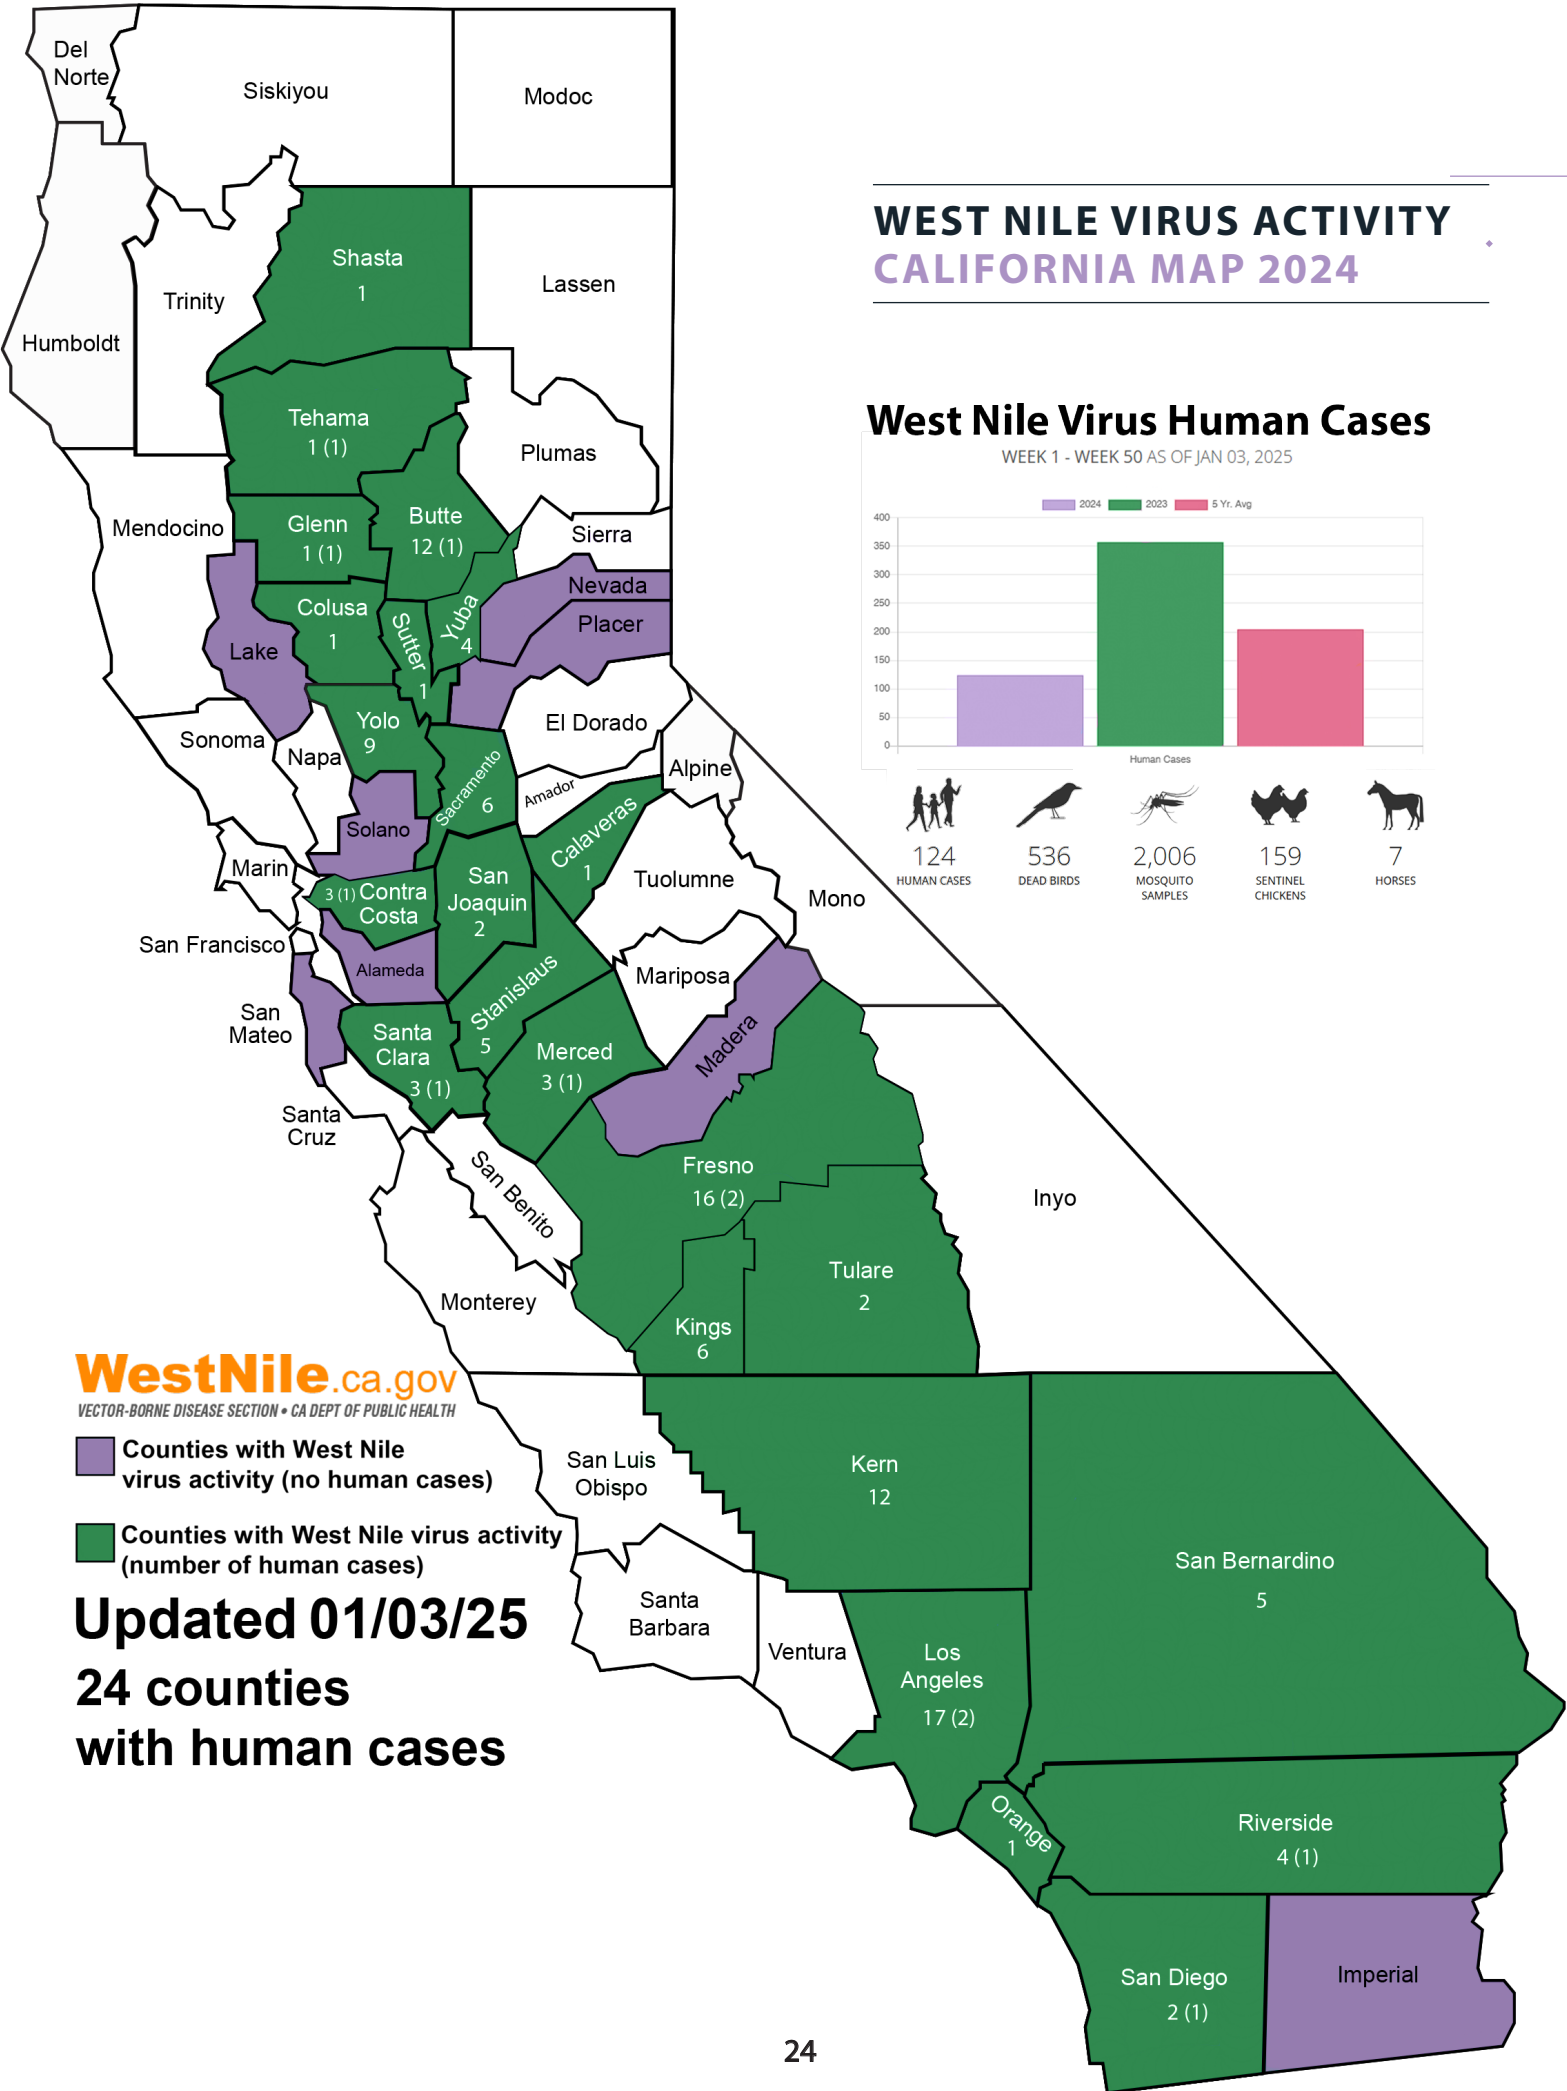 Del
Norte
Siskiyou
Modoc
WEST NILE VIRUS ACTIVITY
CALIFORNIA MAP 2024
Shasta
1
Lassen
Trinity
Humboldt
Tehama
1 (1)
Plumas
Mendocino
Glenn
1 (1)
Butte
12 (1)
Sierra
Nevada
Placer
Colusa
1
Sutter
1
Yuba
4
Lake
El Dorado
Yolo
9
Sonoma
Napa
Sacramento
6
Amador
Alpine
Calaveras
1
Solano
Marin
3 (1) Contra
Costa
San
Joaquin
2
Tuolumne
Mono
San Francisco
Alameda
Stanislaus
5
Mariposa
San
Mateo
Santa
Clara
3 (1)
Merced
3 (1)
Madera
Santa
Cruz
San Benito
Fresno
16 (2)
Inyo
Monterey
Tulare
2
Kings
6
West Nile Virus Human Cases
WEEK 1 - WEEK 50 AS OF JAN 03, 2025
2024
2023
5 Yr. Avg
400
350
300
250
200
150
100
50
0
Human Cases
124
HUMAN CASES
536
DEAD BIRDS
2,006
MOSQUITO
SAMPLES
159
SENTINEL
CHICKENS
7
HORSES
WestNile.ca.gov
VECTOR-BORNE DISEASE SECTION • CA DEPT OF PUBLIC HEALTH
Counties with West Nile
virus activity (no human cases)
Counties with West Nile virus activity
(number of human cases)
Updated 01/03/25
24 counties
with human cases
San Luis
Obispo
Kern
12
San Bernardino
5
Santa
Barbara
Ventura
Los
Angeles
17 (2)
Orange
1
Riverside
4 (1)
San Diego
2 (1)
Imperial
24